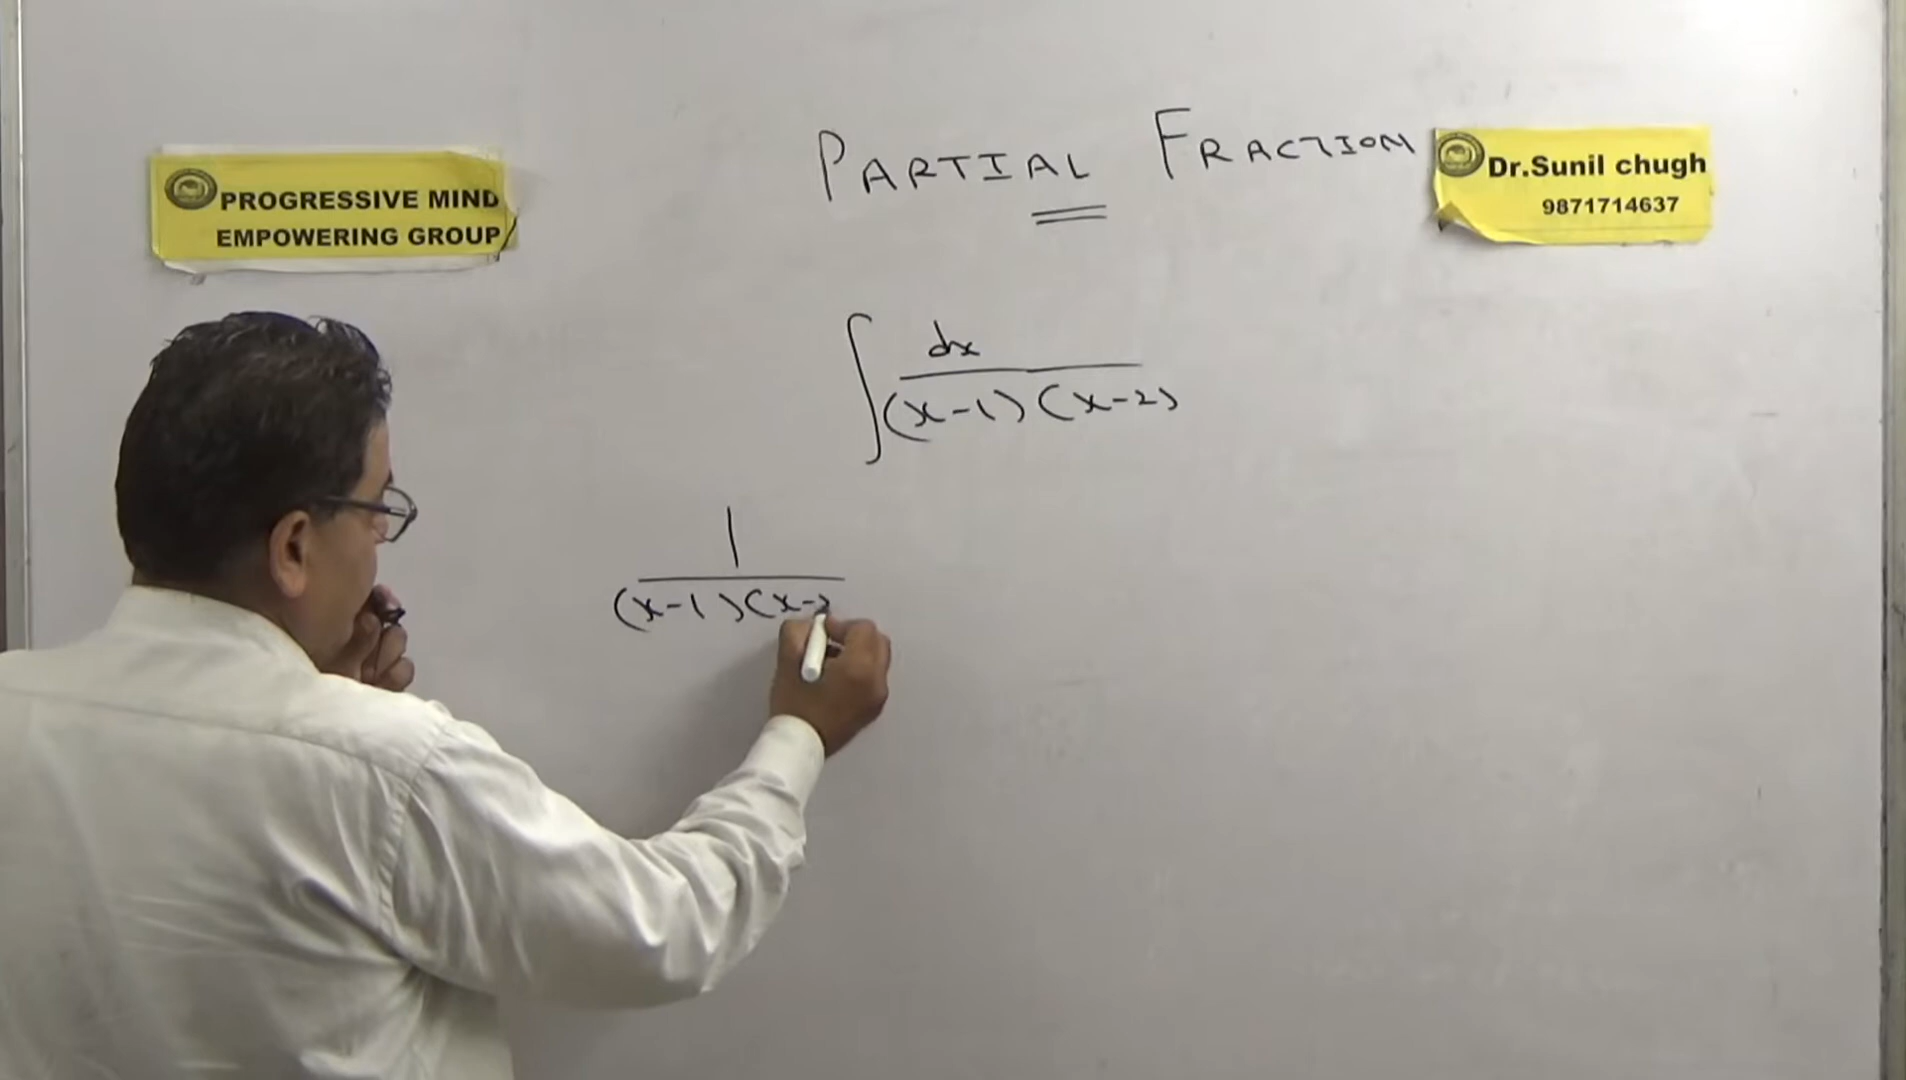 PARTIAL FRACTION
PROGRESSIVE MIND
EMPOWERING GROUP
Dr.Sunil chugh
9871714637
∫ dx
(x-1)(x-2)
1
(x-1)(x-2